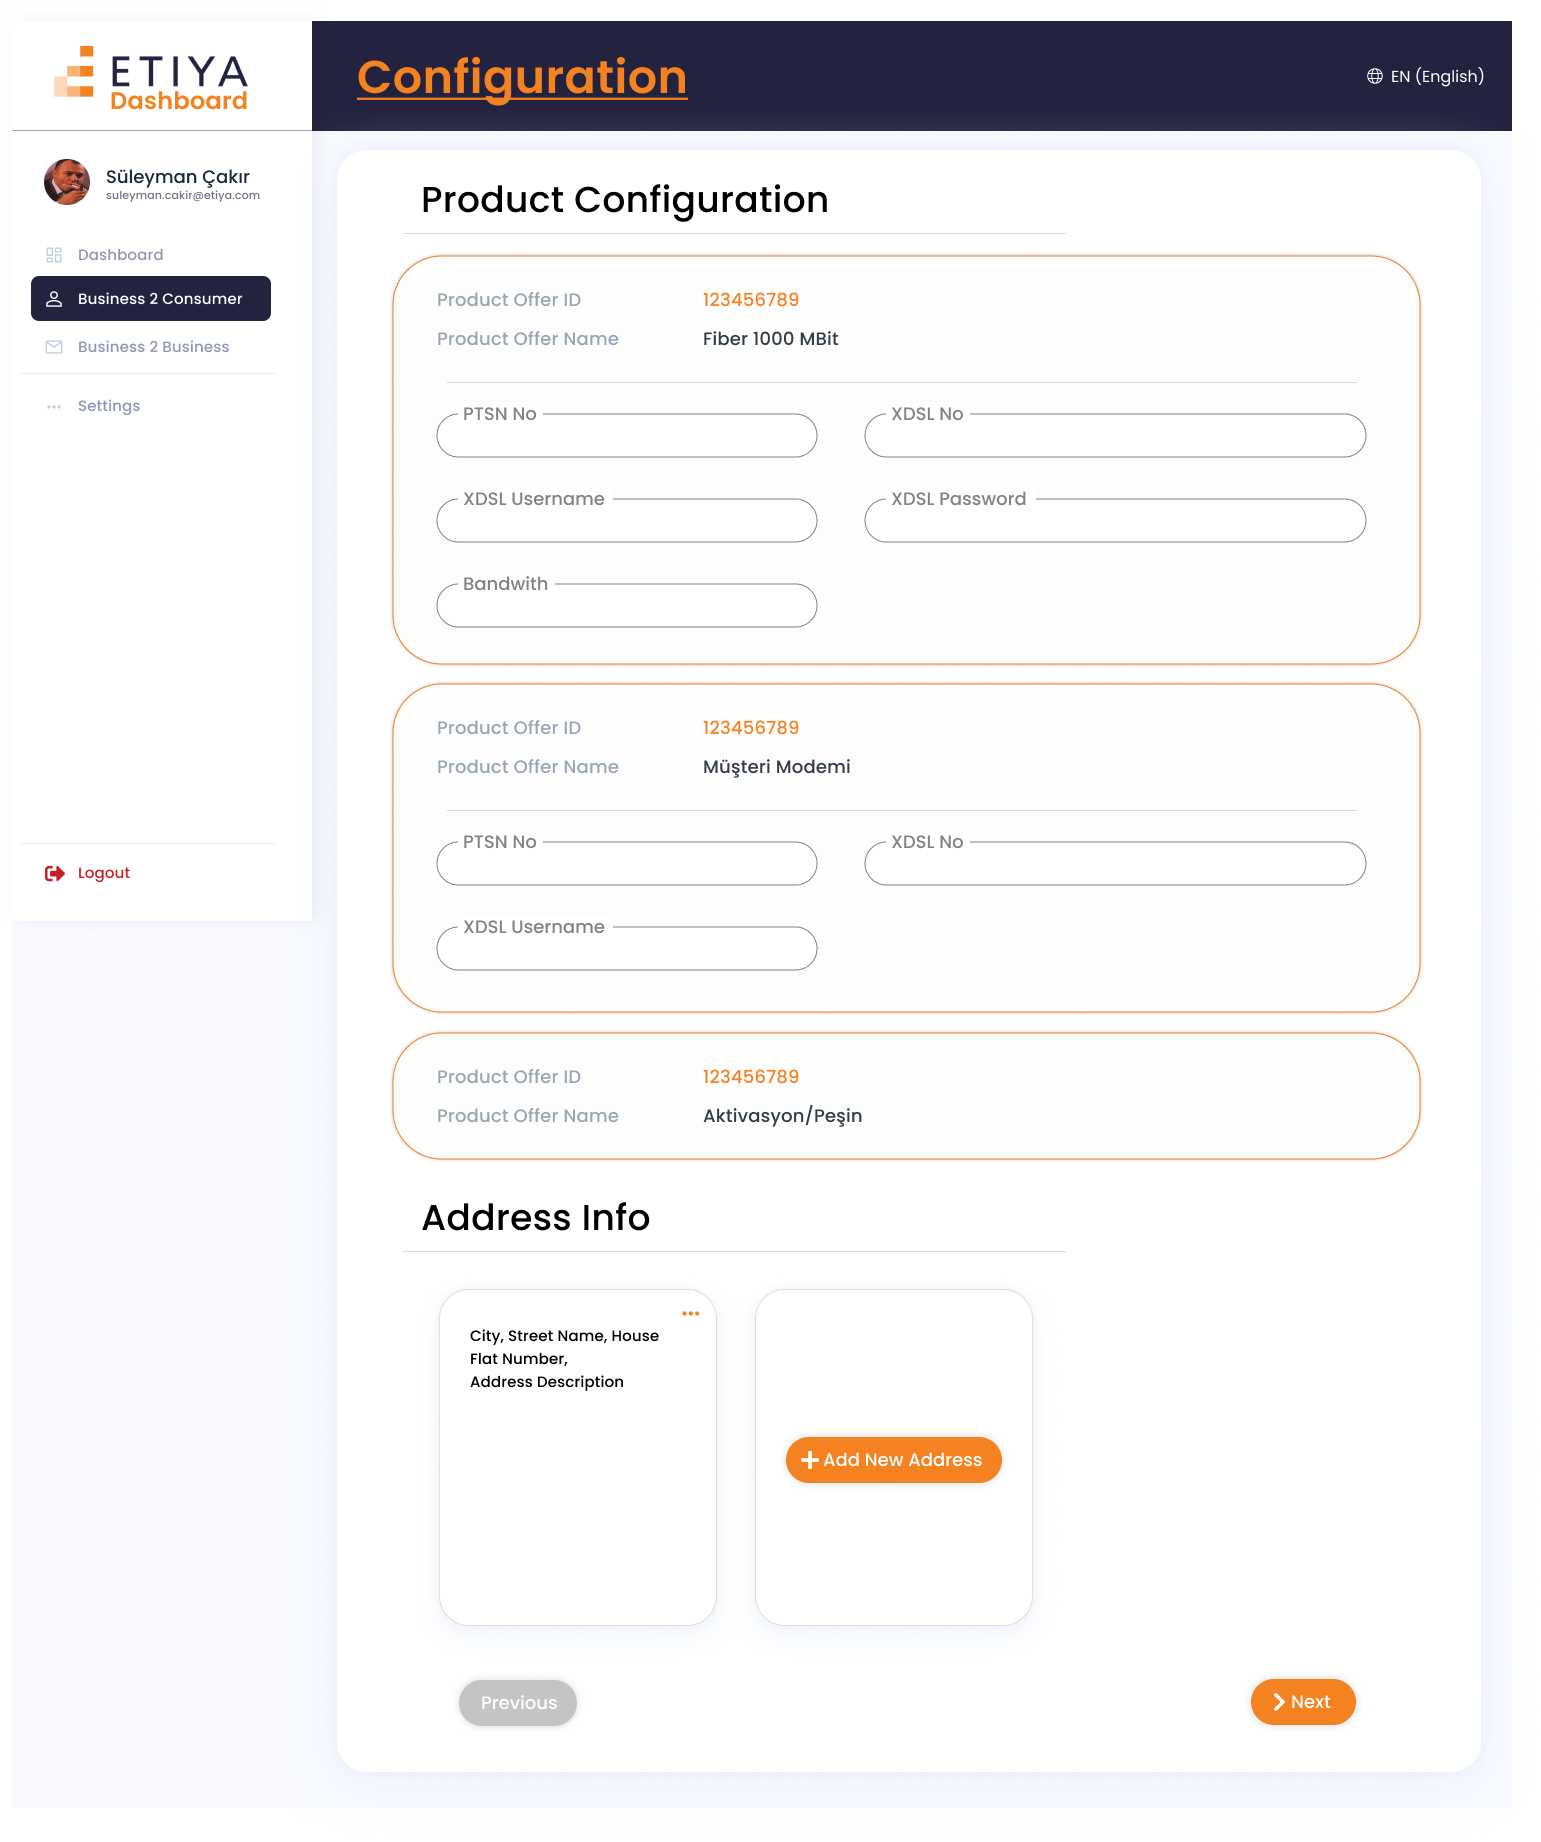 ETIYA
Dashboard
Configuration
EN (English)
Süleyman Çakır
suleyman.cakir@etiya.com
Dashboard
Business 2 Consumer
Business 2 Business
Settings
Logout
Product Configuration
Product Offer ID 123456789
Product Offer Name Fiber 1000 MBit
PTSN No XDSL No
XDSL Username XDSL Password
Bandwith
Product Offer ID 123456789
Product Offer Name Müşteri Modemi
PTSN No XDSL No
XDSL Username
Product Offer ID 123456789
Product Offer Name Aktivasyon/Peşin
Address Info
City, Street Name, House
Flat Number,
Address Description
Add New Address
Previous
Next